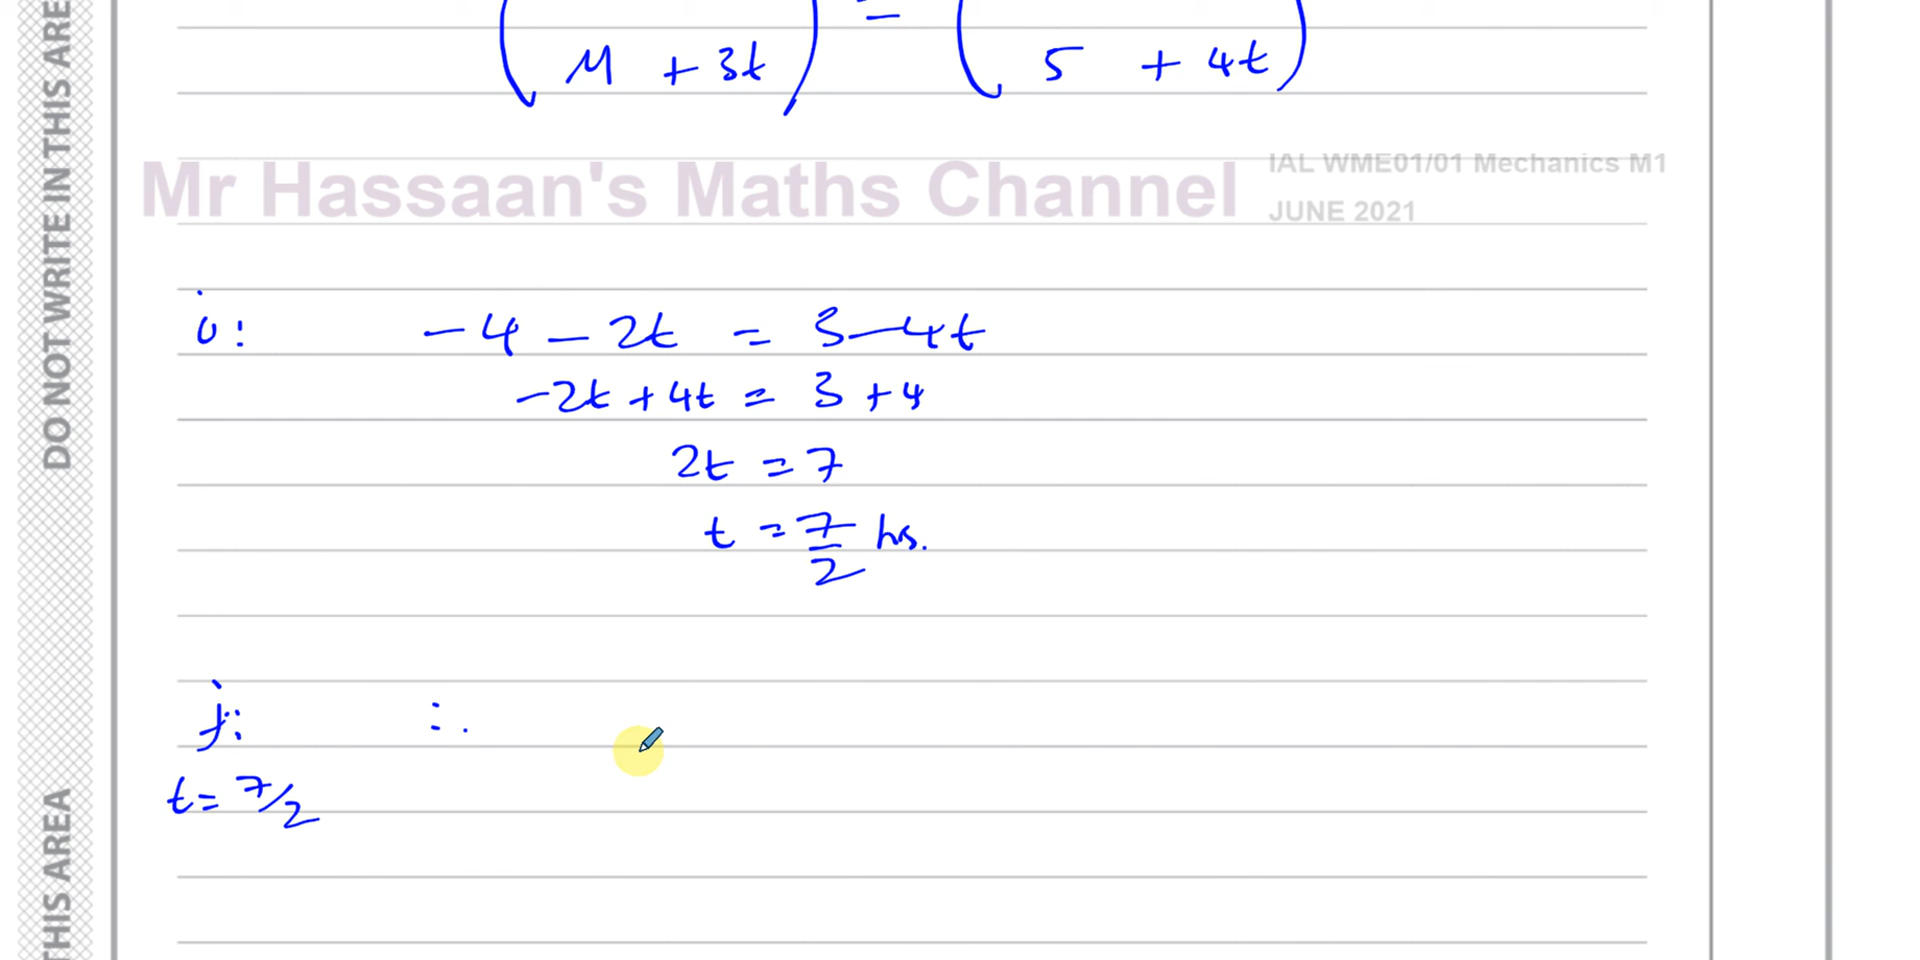 =
( μ + 3t ) ( 5 + 4t )
Mr Hassaan's Maths Channel
IAL WME01/01 Mechanics M1
JUNE 2021
i: -4 - 2t = 3 - 4t
-2t + 4t = 3 + 4
2t = 7
t = 7/2 hrs.
j: ∴
t = 7/2
DO NOT WRITE IN THIS ARE
THIS AREA